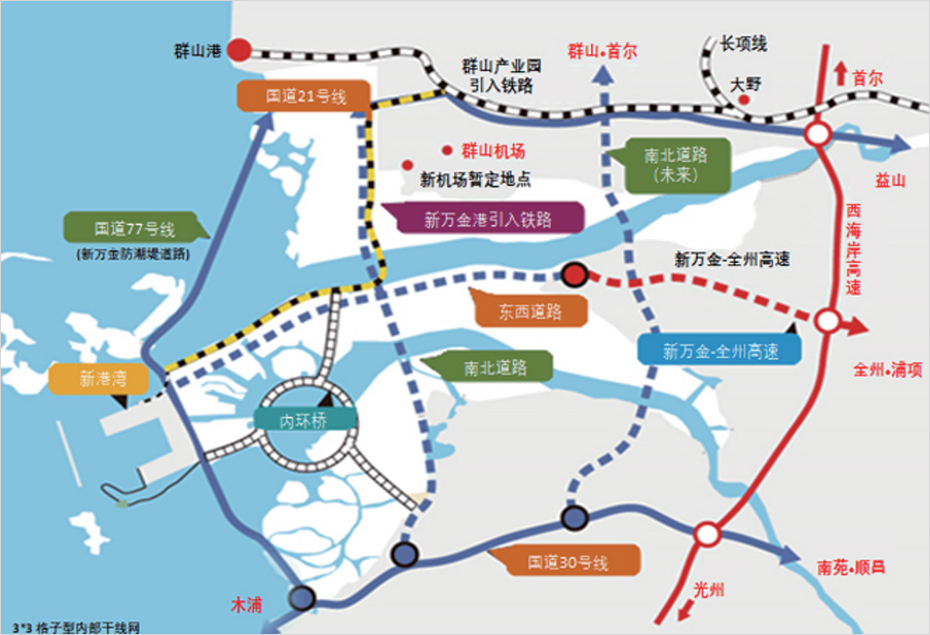 群山港
群山产业园
引入铁路
群山•首尔
长项线
大野
首尔
国道21号线
群山机场
新机场暂定地点
南北道路
(未来)
益山
国道77号线
(新万金防潮堤道路)
新万金港引入铁路
西海岸高速
新万金-全州高速
东西道路
新万金-全州高速
新港湾
南北道路
全州•浦项
内环桥
国道30号线
南苑•顺昌
光州
木浦
3*3 格子型内部干线网